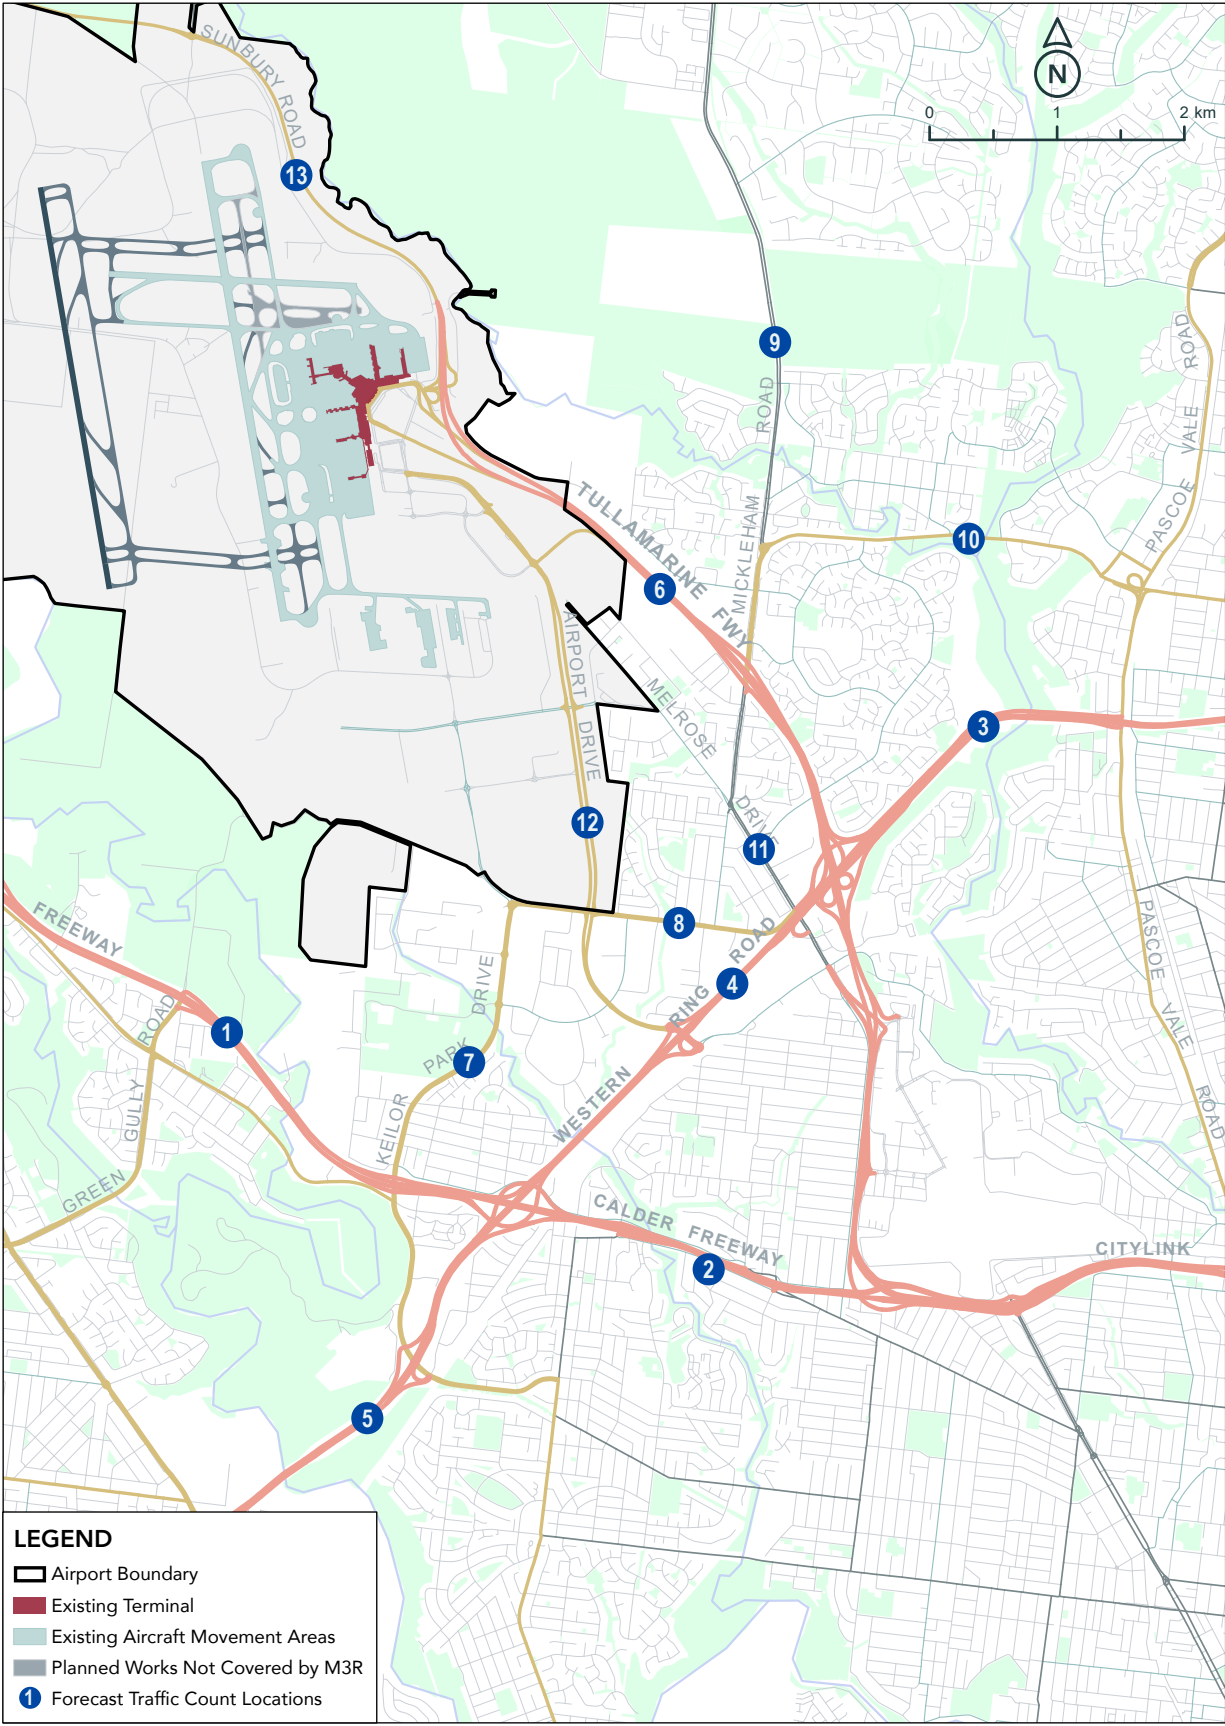 SUNBURY ROAD
N
0 1 2 km
13
9
ROAD
PASCOE VALE ROAD
TULLAMARINE FWY
MICKLEHAM
10
6
AIRPORT DRIVE
MELROSE
DRIVE
3
12
11
8
FREEWAY
ROAD
GULLY
GREEN
1
DRIVE
PARK
KEILOR
7
ROAD
RING
WESTERN
4
PASCOE
VALE
ROAD
CALDER FREEWAY
2
CITYLINK
5
LEGEND
Airport Boundary
Existing Terminal
Existing Aircraft Movement Areas
Planned Works Not Covered by M3R
1 Forecast Traffic Count Locations